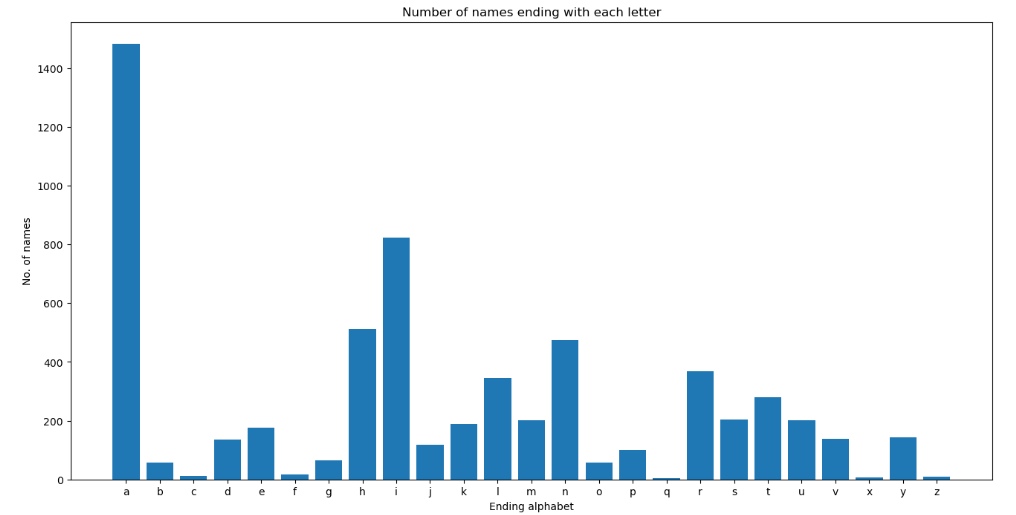 Number of names ending with each letter
1400
1200
1000
800
600
400
200
0
No. of names
a b c d e f g h i j k l m n o p q r s t u v x y z
Ending alphabet